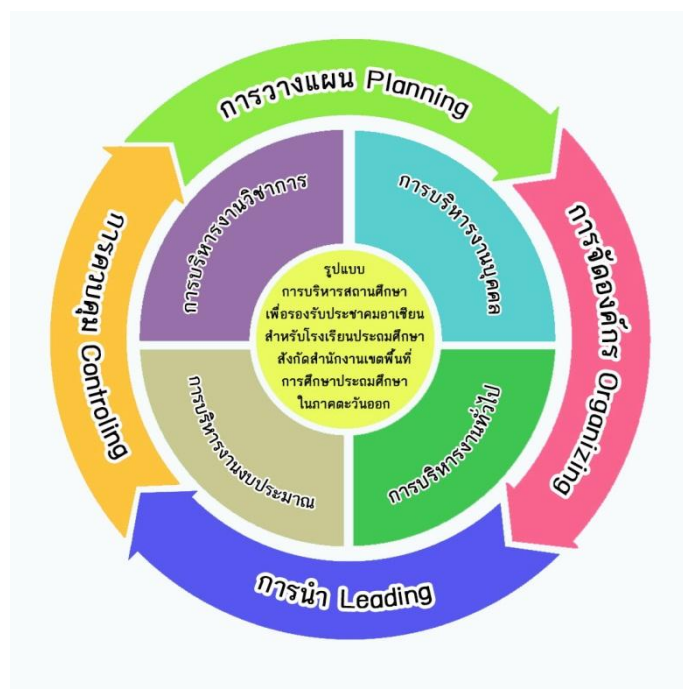 การวางแผน Planning
การจัดองค์กร Organizing
การนำ Leading
การควบคุม Controling
การบริหารงานวิชาการ
การบริหารงานบุคคล
การบริหารงานทั่วไป
การบริหารงานงบประมาณ
รูปแบบ
การบริหารสถานศึกษา
เพื่อรองรับประชาคมอาเซียน
สำหรับโรงเรียนประถมศึกษา
สังกัดสำนักงานเขตพื้นที่
การศึกษาประถมศึกษา
ในภาคตะวันออก